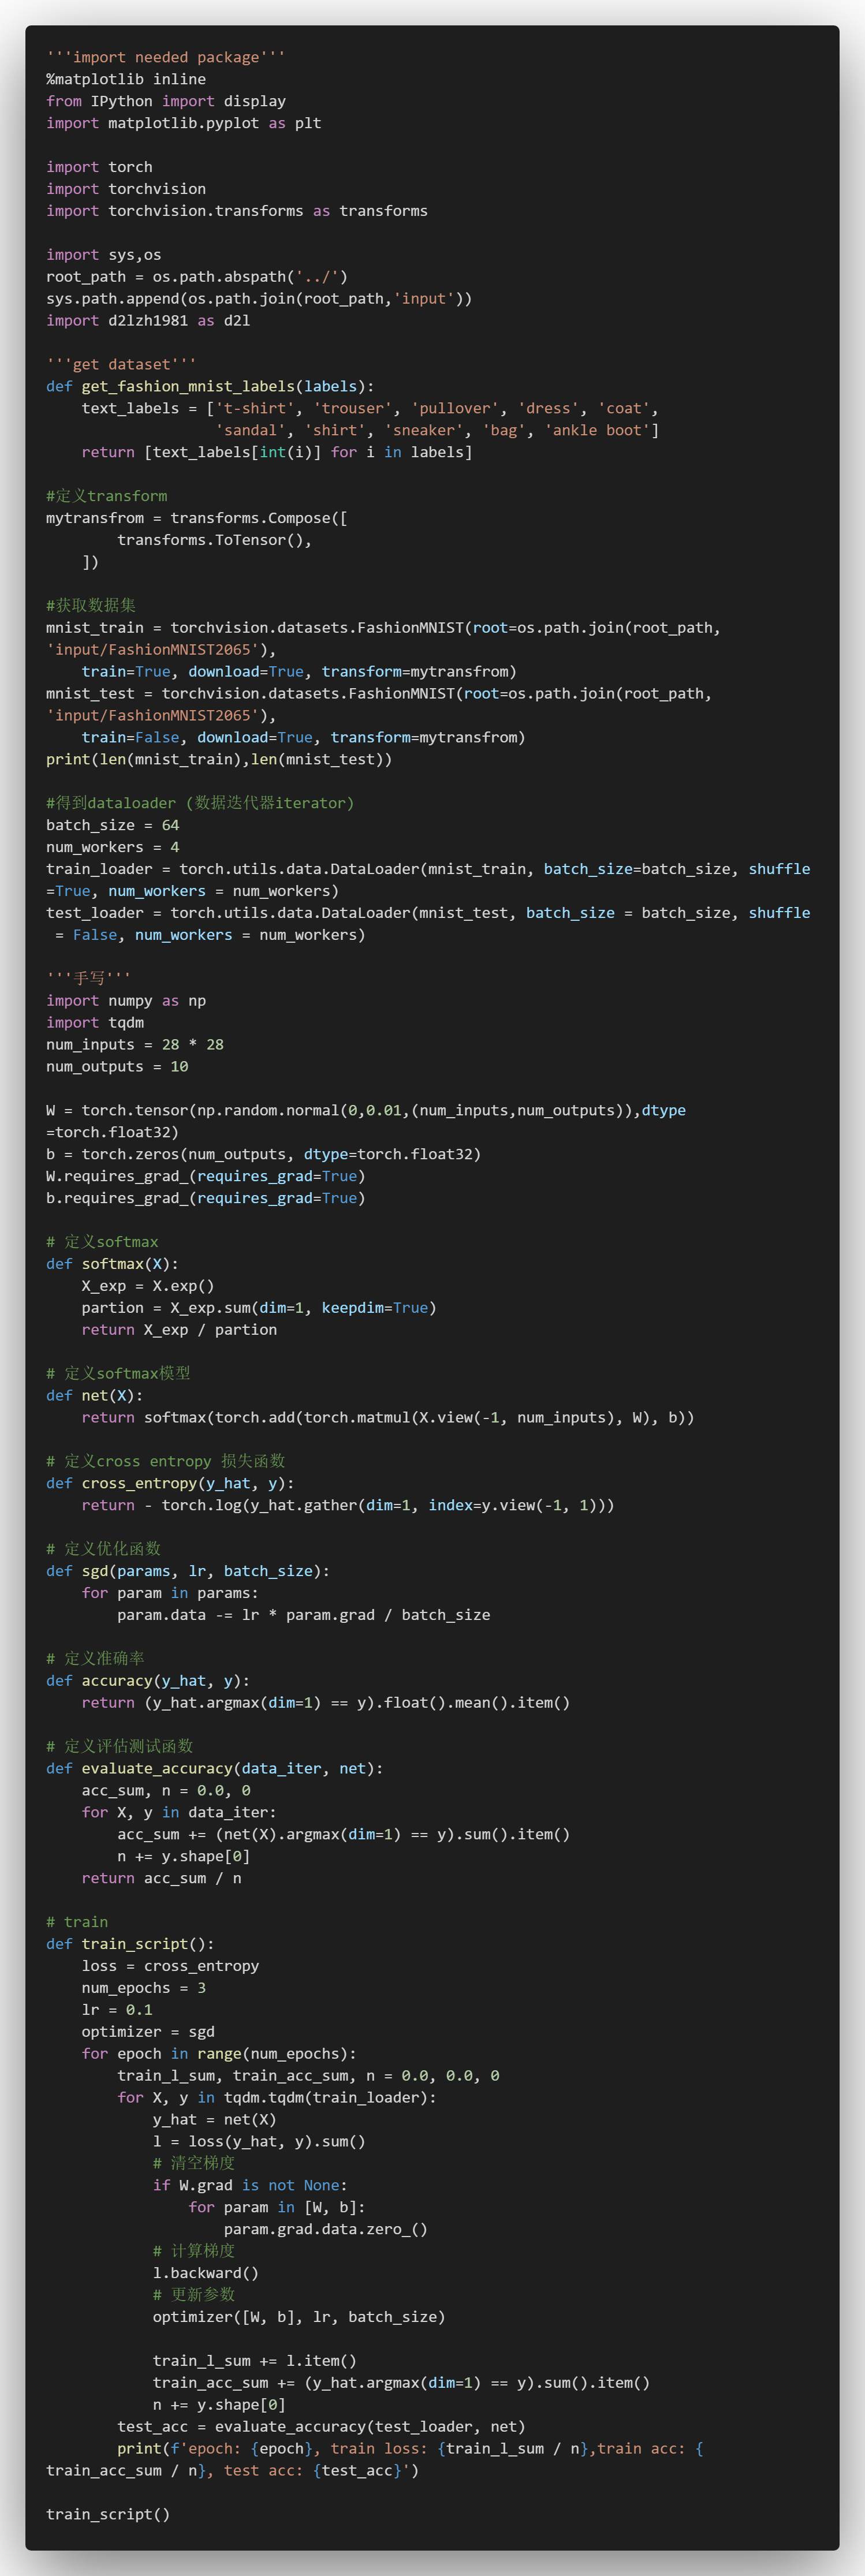 '''import needed package'''
%matplotlib inline
from IPython import display
import matplotlib.pyplot as plt

import torch
import torchvision
import torchvision.transforms as transforms

import sys,os
root_path = os.path.abspath('../')
sys.path.append(os.path.join(root_path,'input'))
import d2lzh1981 as d2l

'''get dataset'''
def get_fashion_mnist_labels(labels):
    text_labels = ['t-shirt', 'trouser', 'pullover', 'dress', 'coat',
                   'sandal', 'shirt', 'sneaker', 'bag', 'ankle boot']
    return [text_labels[int(i)] for i in labels]

#定义transform
mytransfrom = transforms.Compose([
        transforms.ToTensor(),
    ])

#获取数据集
mnist_train = torchvision.datasets.FashionMNIST(root=os.path.join(root_path,
'input/FashionMNIST2065'),
    train=True, download=True, transform=mytransfrom)
mnist_test = torchvision.datasets.FashionMNIST(root=os.path.join(root_path,
'input/FashionMNIST2065'),
    train=False, download=True, transform=mytransfrom)
print(len(mnist_train),len(mnist_test))

#得到dataloader (数据迭代器iterator)
batch_size = 64
num_workers = 4
train_loader = torch.utils.data.DataLoader(mnist_train, batch_size=batch_size, shuffle
=True, num_workers = num_workers)
test_loader = torch.utils.data.DataLoader(mnist_test, batch_size = batch_size, shuffle
 = False, num_workers = num_workers)

'''手写'''
import numpy as np
import tqdm
num_inputs = 28 * 28
num_outputs = 10

W = torch.tensor(np.random.normal(0,0.01,(num_inputs,num_outputs)),dtype
=torch.float32)
b = torch.zeros(num_outputs, dtype=torch.float32)
W.requires_grad_(requires_grad=True)
b.requires_grad_(requires_grad=True)

# 定义softmax
def softmax(X):
    X_exp = X.exp()
    partion = X_exp.sum(dim=1, keepdim=True)
    return X_exp / partion

# 定义softmax模型
def net(X):
    return softmax(torch.add(torch.matmul(X.view(-1, num_inputs), W), b))

# 定义cross entropy 损失函数
def cross_entropy(y_hat, y):
    return - torch.log(y_hat.gather(dim=1, index=y.view(-1, 1)))

# 定义优化函数
def sgd(params, lr, batch_size):
    for param in params:
        param.data -= lr * param.grad / batch_size

# 定义准确率
def accuracy(y_hat, y):
    return (y_hat.argmax(dim=1) == y).float().mean().item()

# 定义评估测试函数
def evaluate_accuracy(data_iter, net):
    acc_sum, n = 0.0, 0
    for X, y in data_iter:
        acc_sum += (net(X).argmax(dim=1) == y).sum().item()
        n += y.shape[0]
    return acc_sum / n

# train
def train_script():
    loss = cross_entropy
    num_epochs = 3
    lr = 0.1
    optimizer = sgd
    for epoch in range(num_epochs):
        train_l_sum, train_acc_sum, n = 0.0, 0.0, 0
        for X, y in tqdm.tqdm(train_loader):
            y_hat = net(X)
            l = loss(y_hat, y).sum()
            # 清空梯度
            if W.grad is not None:
                for param in [W, b]:
                    param.grad.data.zero_()
            # 计算梯度
            l.backward()
            # 更新参数
            optimizer([W, b], lr, batch_size)

            train_l_sum += l.item()
            train_acc_sum += (y_hat.argmax(dim=1) == y).sum().item()
            n += y.shape[0]
        test_acc = evaluate_accuracy(test_loader, net)
        print(f'epoch: {epoch}, train loss: {train_l_sum / n},train acc: {
train_acc_sum / n}, test acc: {test_acc}')

train_script()